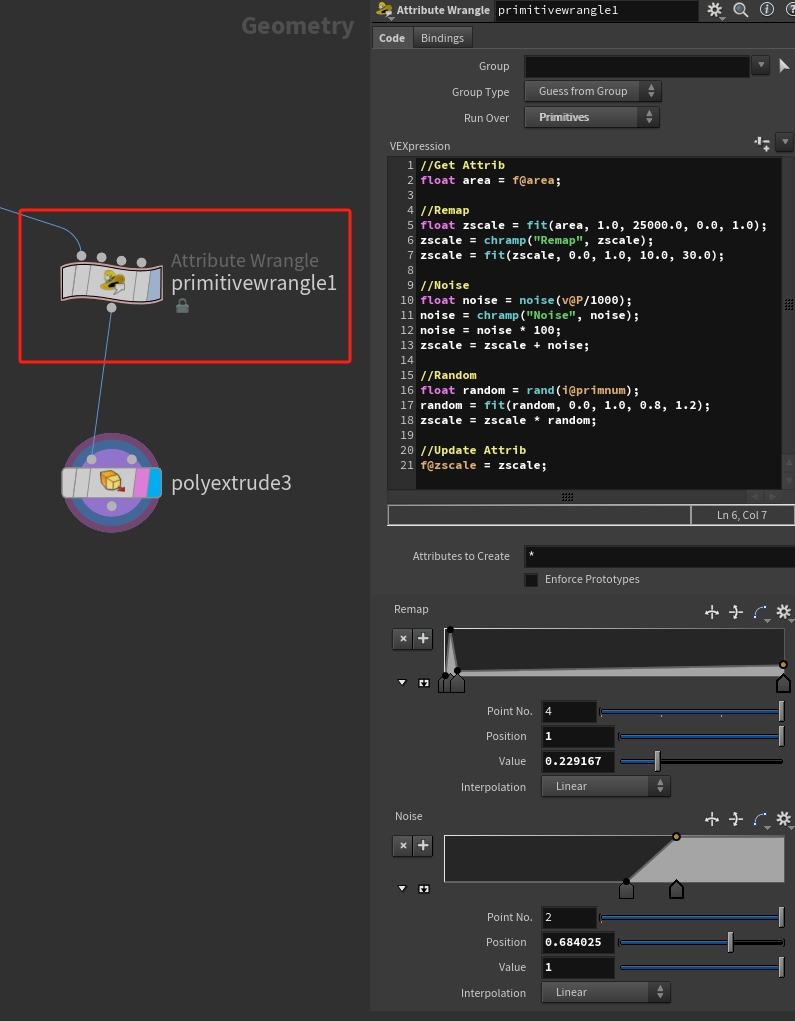 Geometry
Attribute Wrangle
primitivewrangle1
polyextrude3
Attribute Wrangle primitivewrangle1
Code Bindings
Group
Group Type Guess from Group
Run Over Primitives
VEXpression
1 //Get Attrib
2 float area = f@area;
3
4 //Remap
5 float zscale = fit(area, 1.0, 25000.0, 0.0, 1.0);
6 zscale = chramp("Remap", zscale);
7 zscale = fit(zscale, 0.0, 1.0, 10.0, 30.0);
8
9 //Noise
10 float noise = noise(v@P/1000);
11 noise = chramp("Noise", noise);
12 noise = noise * 100;
13 zscale = zscale + noise;
14
15 //Random
16 float random = rand(i@primnum);
17 random = fit(random, 0.0, 1.0, 0.8, 1.2);
18 zscale = zscale * random;
19
20 //Update Attrib
21 f@zscale = zscale;
Ln 6, Col 7
Attributes to Create *
Enforce Prototypes
Remap
Point No. 4
Position 1
Value 0.229167
Interpolation Linear
Noise
Point No. 2
Position 0.684025
Value 1
Interpolation Linear